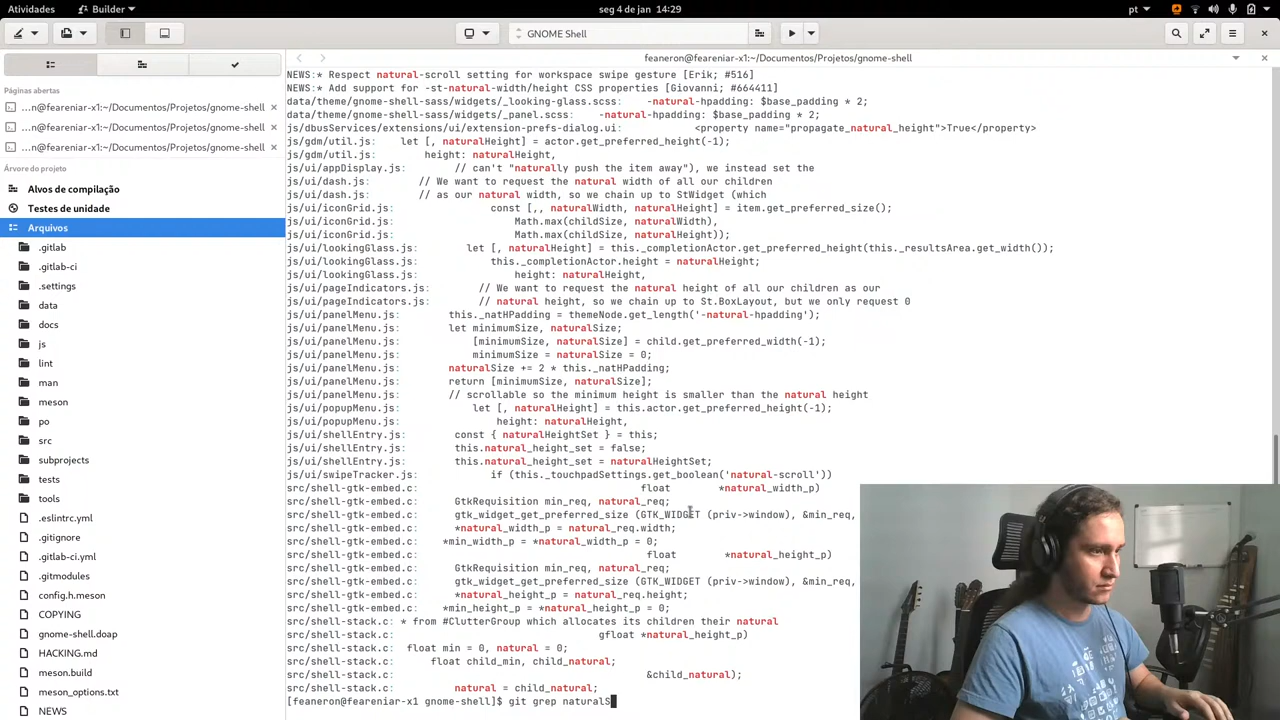 Atividades
Builder
seg 4 de jan 14:29
pt
GNOME Shell
feaneron@feareniar-x1:~/Documentos/Projetos/gnome-shell
Páginas abertas
…n@feareniar-x1:~/Documentos/Projetos/gnome-shell
…n@feareniar-x1:~/Documentos/Projetos/gnome-shell
…n@feareniar-x1:~/Documentos/Projetos/gnome-shell
Árvore do projeto
Alvos de compilação
Testes de unidade
Arquivos
.gitlab
.gitlab-ci
.settings
data
docs
js
lint
man
meson
po
src
subprojects
tests
tools
.eslintrc.yml
.gitignore
.gitlab-ci.yml
.gitmodules
config.h.meson
COPYING
gnome-shell.doap
HACKING.md
meson.build
meson_options.txt
NEWS
NEWS:* Respect natural-scroll setting for workspace swipe gesture [Erik; #516]
NEWS:* Add support for -st-natural-width/height CSS properties [Giovanni; #664411]
data/theme/gnome-shell-sass/widgets/_looking-glass.scss:    -natural-hpadding: $base_padding * 2;
data/theme/gnome-shell-sass/widgets/_panel.scss:    -natural-hpadding: $base_padding * 2;
js/dbusServices/extensions/ui/extension-prefs-dialog.ui:            <property name="propagate_natural_height">True</property>
js/gdm/util.js:    let [, naturalHeight] = actor.get_preferred_height(-1);
js/gdm/util.js:        height: naturalHeight,
js/ui/appDisplay.js:        // can't "naturally push the item away"), we instead set the
js/ui/dash.js:        // We want to request the natural width of all our children
js/ui/dash.js:        // as our natural width, so we chain up to StWidget (which
js/ui/iconGrid.js:                const [,, naturalWidth, naturalHeight] = item.get_preferred_size();
js/ui/iconGrid.js:                Math.max(childSize, naturalWidth),
js/ui/iconGrid.js:                Math.max(childSize, naturalHeight));
js/ui/lookingGlass.js:        let [, naturalHeight] = this._completionActor.get_preferred_height(this._resultsArea.get_width());
js/ui/lookingGlass.js:            this._completionActor.height = naturalHeight;
js/ui/lookingGlass.js:                height: naturalHeight,
js/ui/pageIndicators.js:        // We want to request the natural height of all our children as our
js/ui/pageIndicators.js:        // natural height, so we chain up to St.BoxLayout, but we only request 0
js/ui/panelMenu.js:        this._natHPadding = themeNode.get_length('-natural-hpadding');
js/ui/panelMenu.js:        let minimumSize, naturalSize;
js/ui/panelMenu.js:            [minimumSize, naturalSize] = child.get_preferred_width(-1);
js/ui/panelMenu.js:            minimumSize = naturalSize = 0;
js/ui/panelMenu.js:        naturalSize += 2 * this._natHPadding;
js/ui/panelMenu.js:        return [minimumSize, naturalSize];
js/ui/panelMenu.js:        // scrollable so the minimum height is smaller than the natural height
js/ui/popupMenu.js:            let [, naturalHeight] = this.actor.get_preferred_height(-1);
js/ui/popupMenu.js:                height: naturalHeight,
js/ui/shellEntry.js:        const { naturalHeightSet } = this;
js/ui/shellEntry.js:        this.natural_height_set = false;
js/ui/shellEntry.js:        this.natural_height_set = naturalHeightSet;
js/ui/swipeTracker.js:            if (this._touchpadSettings.get_boolean('natural-scroll'))
src/shell-gtk-embed.c:                                     float        *natural_width_p)
src/shell-gtk-embed.c:      GtkRequisition min_req, natural_req;
src/shell-gtk-embed.c:      gtk_widget_get_preferred_size (GTK_WIDGET (priv->window), &min_req,
src/shell-gtk-embed.c:      *natural_width_p = natural_req.width;
src/shell-gtk-embed.c:    *min_width_p = *natural_width_p = 0;
src/shell-gtk-embed.c:                                      float        *natural_height_p)
src/shell-gtk-embed.c:      GtkRequisition min_req, natural_req;
src/shell-gtk-embed.c:      gtk_widget_get_preferred_size (GTK_WIDGET (priv->window), &min_req,
src/shell-gtk-embed.c:      *natural_height_p = natural_req.height;
src/shell-gtk-embed.c:    *min_height_p = *natural_height_p = 0;
src/shell-stack.c: * from #ClutterGroup which allocates its children their natural
src/shell-stack.c:                                  gfloat *natural_height_p)
src/shell-stack.c:  float min = 0, natural = 0;
src/shell-stack.c:      float child_min, child_natural;
src/shell-stack.c:                                          &child_natural);
src/shell-stack.c:          natural = child_natural;
[feaneron@feareniar-x1 gnome-shell]$ git grep naturalS